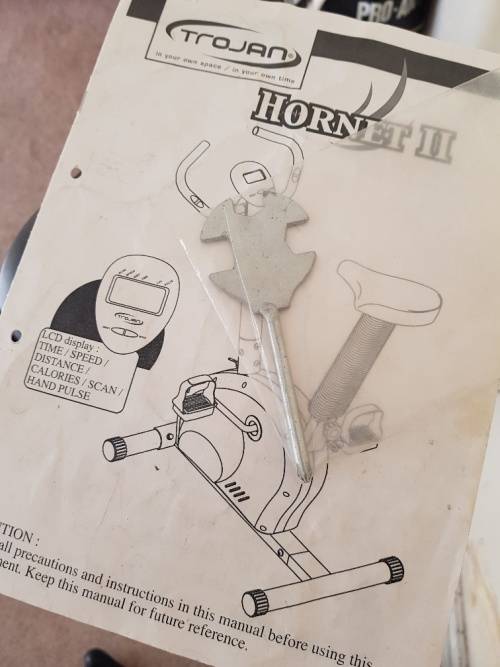 PRO-A
TROJAN®
in your own space / in your own time
HORNET II
TROJAN
LCD display :
TIME / SPEED /
DISTANCE /
CALORIES / SCAN /
HAND PULSE
TION :
all precautions and instructions in this manual before using this
ment. Keep this manual for future reference.